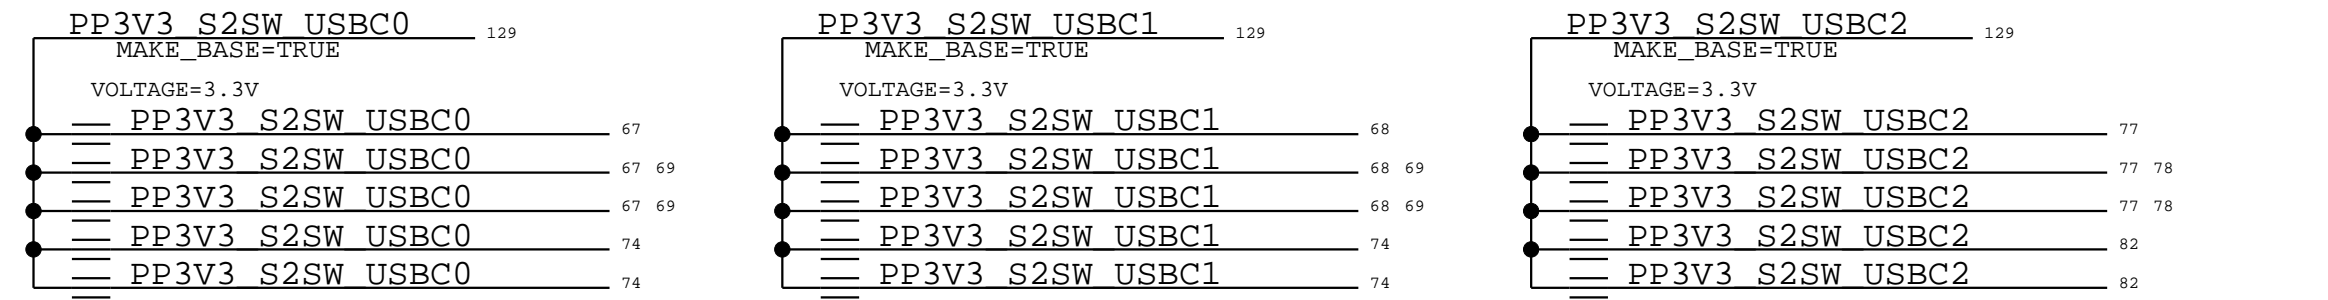 PP3V3_S2SW_USBC0 129
MAKE_BASE=TRUE
VOLTAGE=3.3V
PP3V3_S2SW_USBC0 67
PP3V3_S2SW_USBC0 67 69
PP3V3_S2SW_USBC0 67 69
PP3V3_S2SW_USBC0 74
PP3V3_S2SW_USBC0 74
PP3V3_S2SW_USBC1 129
MAKE_BASE=TRUE
VOLTAGE=3.3V
PP3V3_S2SW_USBC1 68
PP3V3_S2SW_USBC1 68 69
PP3V3_S2SW_USBC1 68 69
PP3V3_S2SW_USBC1 74
PP3V3_S2SW_USBC1 74
PP3V3_S2SW_USBC2 129
MAKE_BASE=TRUE
VOLTAGE=3.3V
PP3V3_S2SW_USBC2 77
PP3V3_S2SW_USBC2 77 78
PP3V3_S2SW_USBC2 77 78
PP3V3_S2SW_USBC2 82
PP3V3_S2SW_USBC2 82